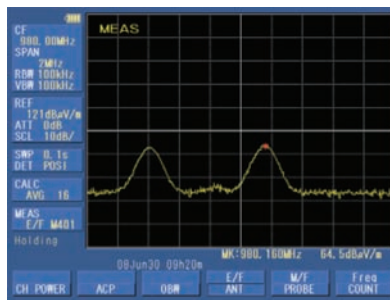 MEAS
CF
980.00MHz
SPAN
2MHz
RBW 100kHz
VBW 100kHz
REF
121dBμV/m
ATT 0dB
SCL 10dB/
SWP 0.1s
DET POSI
CALC
AVG 16
MEAS
E/F M401
Holding
MK:980.160MHz 64.5dBμV/m
08Jun30 09h20m
CH POWER
ACP
OBW
E/F
ANT
M/F
PROBE
Freq
COUNT